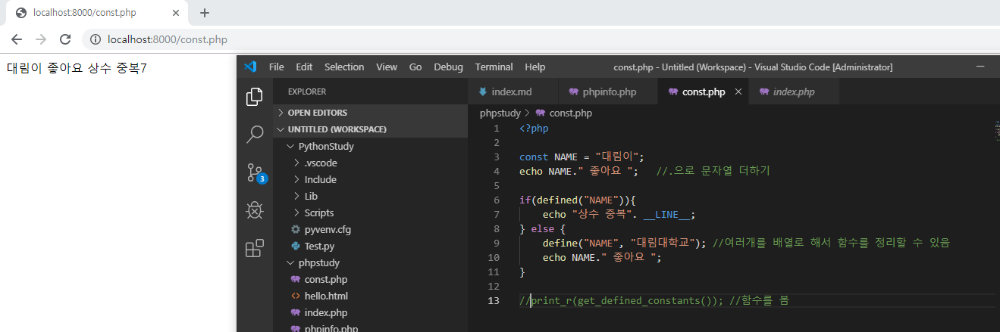 localhost:8000/const.php
localhost:8000/const.php
대림이 좋아요 상수 중복7
File Edit Selection View Go Debug Terminal Help const.php - Untitled (Workspace) - Visual Studio Code [Administrator]
EXPLORER
OPEN EDITORS
UNTITLED (WORKSPACE)
PythonStudy
.vscode
Include
Lib
Scripts
pyvenv.cfg
Test.py
phpstudy
const.php
hello.html
index.php
phpinfo.php
3
index.md phpinfo.php const.php index.php
phpstudy > const.php
1 <?php
2
3 const NAME = "대림이";
4 echo NAME." 좋아요 "; //.으로 문자열 더하기
5
6 if(defined("NAME")){
7 echo "상수 중복". __LINE__;
8 } else {
9 define("NAME", "대림대학교"); //여러개를 배열로 해서 함수를 정리할 수 있음
10 echo NAME." 좋아요 ";
11 }
12
13 //print_r(get_defined_constants()); //함수를 봄